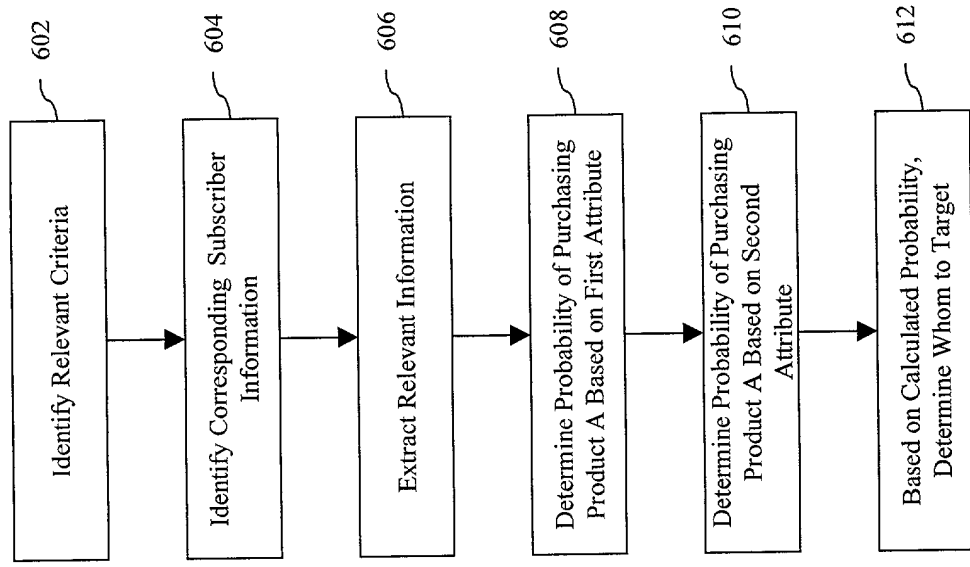 602
Identify Relevant Criteria
604
Identify Corresponding Subscriber
Information
606
Extract Relevant Information
608
Determine Probability of Purchasing
Product A Based on First Attribute
610
Determine Probability of Purchasing
Product A Based on Second
Attribute
612
Based on Calculated Probability,
Determine Whom to Target